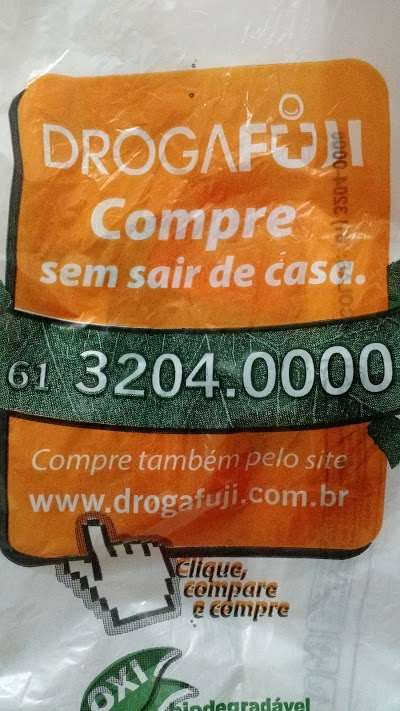 DROGAFUJI
Compre
sem sair de casa.
61 3204.0000
Compre também pelo site
www.drogafuji.com.br
Clique,
compare
e compre
OXI
biodegradável